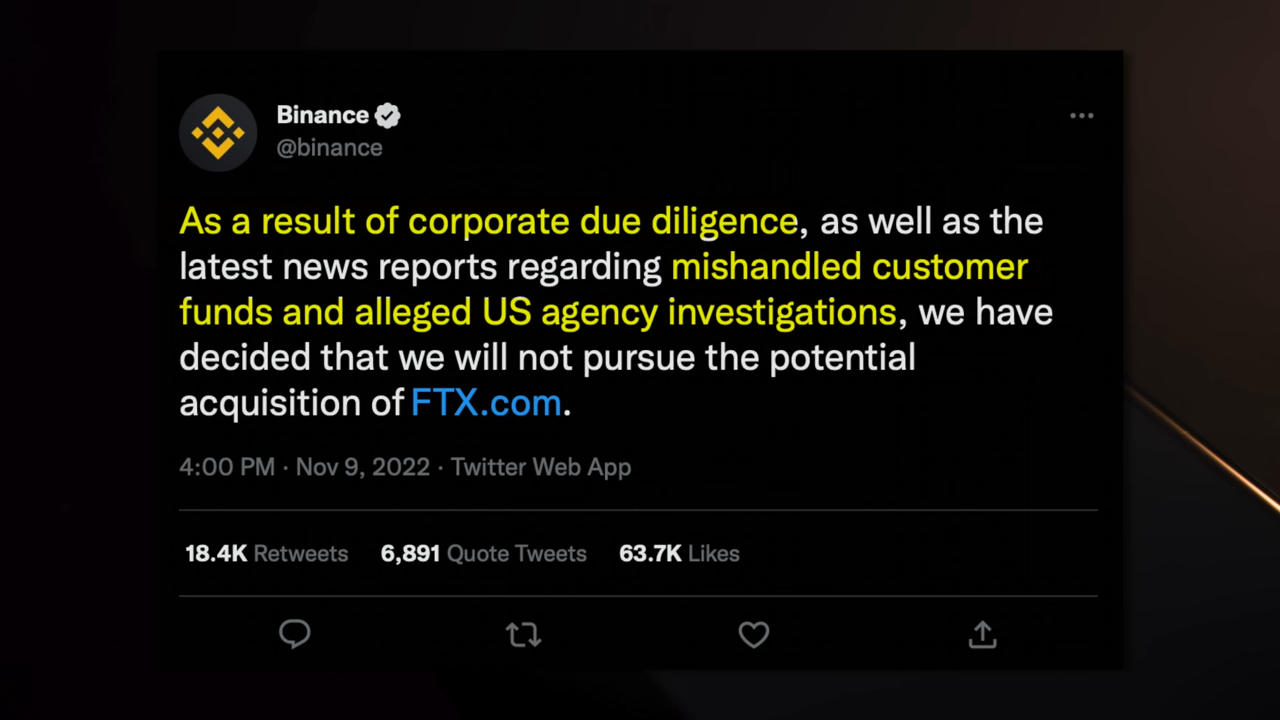 Binance
@binance
As a result of corporate due diligence, as well as the
latest news reports regarding mishandled customer
funds and alleged US agency investigations, we have
decided that we will not pursue the potential
acquisition of FTX.com.
4:00 PM · Nov 9, 2022 · Twitter Web App
18.4K Retweets 6,891 Quote Tweets 63.7K Likes